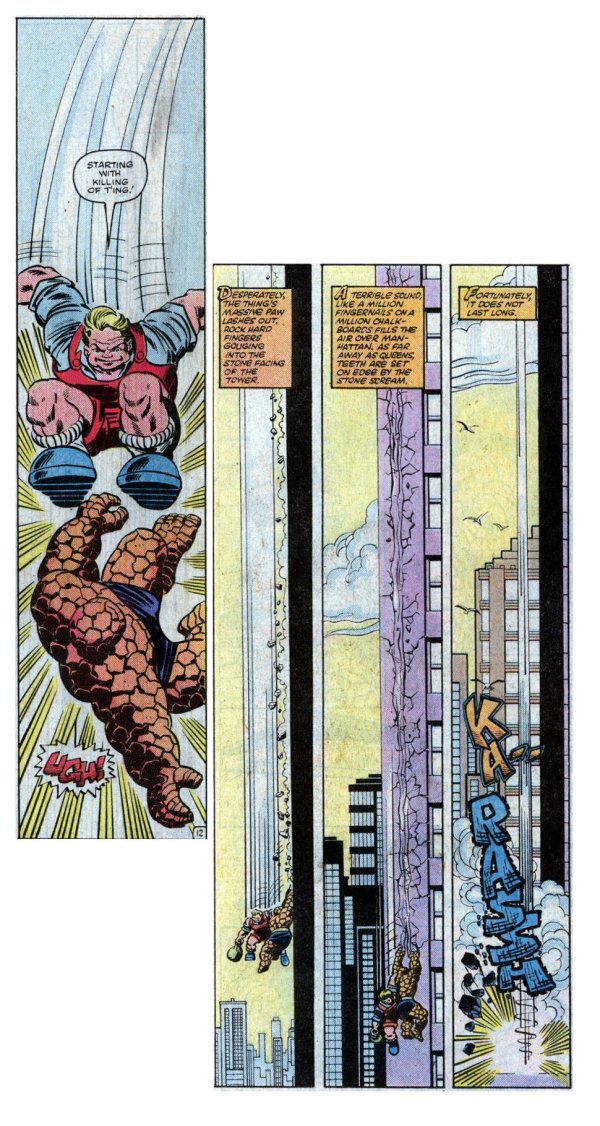 STARTING
WITH
KILLING
OF T'ING!
UGH!
12
DESPERATELY,
THE THING'S
MASSIVE PAW
LASHES OUT,
ROCK HARD
FINGERS
GOUGING
INTO THE
STONE FACING
OF THE
TOWER.
A TERRIBLE SOUND,
LIKE A MILLION
FINGERNAILS ON A
MILLION CHALK-
BOARDS FILLS THE
AIR OVER MAN-
HATTAN. AS FAR
AWAY AS QUEENS,
TEETH ARE SET
ON EDGE BY THE
STONE SCREAM.
FORTUNATELY,
IT DOES NOT
LAST LONG.
KA--
RAMM!